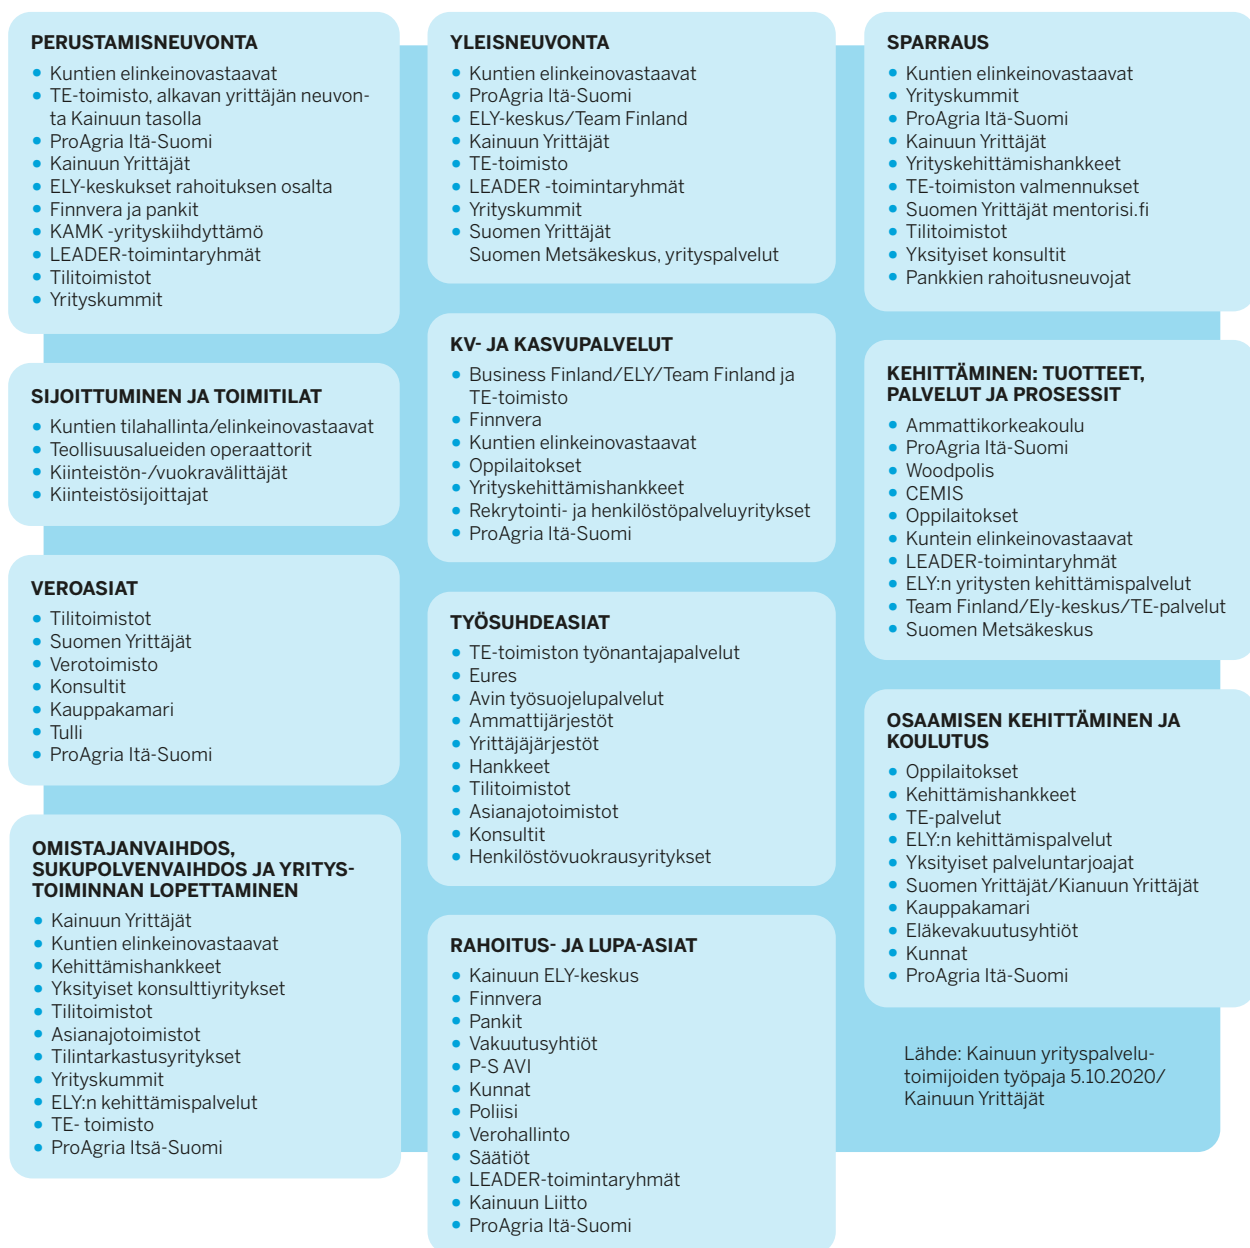 PERUSTAMISNEUVONTA
• Kuntien elinkeinovastaavat
• TE-toimisto, alkavan yrittäjän neuvon-
ta Kainuun tasolla
• ProAgria Itä-Suomi
• Kainuun Yrittäjät
• ELY-keskukset rahoituksen osalta
• Finnvera ja pankit
• KAMK -yrityskiihdyttämö
• LEADER-toimintaryhmät
• Tilitoimistot
• Yrityskummit
SIJOITTUMINEN JA TOIMITILAT
• Kuntien tilahallinta/elinkeinovastaavat
• Teollisuusalueiden operaattorit
• Kiinteistön-/vuokravälittäjät
• Kiinteistösijoittajat
VEROASIAT
• Tilitoimistot
• Suomen Yrittäjät
• Verotoimisto
• Konsultit
• Kauppakamari
• Tulli
• ProAgria Itä-Suomi
OMISTAJANVAIHDOS,
SUKUPOLVENVAIHDOS JA YRITYS-
TOIMINNAN LOPETTAMINEN
• Kainuun Yrittäjät
• Kuntien elinkeinovastaavat
• Kehittämishankkeet
• Yksityiset konsulttiyritykset
• Tilitoimistot
• Asianajotoimistot
• Tilintarkastusyritykset
• Yrityskummit
• ELY:n kehittämispalvelut
• TE- toimisto
• ProAgria Itsä-Suomi
YLEISNEUVONTA
• Kuntien elinkeinovastaavat
• ProAgria Itä-Suomi
• ELY-keskus/Team Finland
• Kainuun Yrittäjät
• TE-toimisto
• LEADER -toimintaryhmät
• Yrityskummit
• Suomen Yrittäjät
Suomen Metsäkeskus, yrityspalvelut
KV- JA KASVUPALVELUT
• Business Finland/ELY/Team Finland ja
TE-toimisto
• Finnvera
• Kuntien elinkeinovastaavat
• Oppilaitokset
• Yrityskehittämishankkeet
• Rekrytointi- ja henkilöstöpalveluyritykset
• ProAgria Itä-Suomi
TYÖSUHDEASIAT
• TE-toimiston työnantajapalvelut
• Eures
• Avin työsuojelupalvelut
• Ammattijärjestöt
• Yrittäjäjärjestöt
• Hankkeet
• Tilitoimistot
• Asianajotoimistot
• Konsultit
• Henkilöstövuokrausyritykset
RAHOITUS- JA LUPA-ASIAT
• Kainuun ELY-keskus
• Finnvera
• Pankit
• Vakuutusyhtiöt
• P-S AVI
• Kunnat
• Poliisi
• Verohallinto
• Säätiöt
• LEADER-toimintaryhmät
• Kainuun Liitto
• ProAgria Itä-Suomi
SPARRAUS
• Kuntien elinkeinovastaavat
• Yrityskummit
• ProAgria Itä-Suomi
• Kainuun Yrittäjät
• Yrityskehittämishankkeet
• TE-toimiston valmennukset
• Suomen Yrittäjät mentorisi.fi
• Tilitoimistot
• Yksityiset konsultit
• Pankkien rahoitusneuvojat
KEHITTÄMINEN: TUOTTEET,
PALVELUT JA PROSESSIT
• Ammattikorkeakoulu
• ProAgria Itä-Suomi
• Woodpolis
• CEMIS
• Oppilaitokset
• Kuntein elinkeinovastaavat
• LEADER-toimintaryhmät
• ELY:n yritysten kehittämispalvelut
• Team Finland/Ely-keskus/TE-palvelut
• Suomen Metsäkeskus
OSAAMISEN KEHITTÄMINEN JA
KOULUTUS
• Oppilaitokset
• Kehittämishankkeet
• TE-palvelut
• ELY:n kehittämispalvelut
• Yksityiset palveluntarjoajat
• Suomen Yrittäjät/Kianuun Yrittäjät
• Kauppakamari
• Eläkevakuutusyhtiöt
• Kunnat
• ProAgria Itä-Suomi
Lähde: Kainuun yrityspalvelu-
toimijoiden työpaja 5.10.2020/
Kainuun Yrittäjät